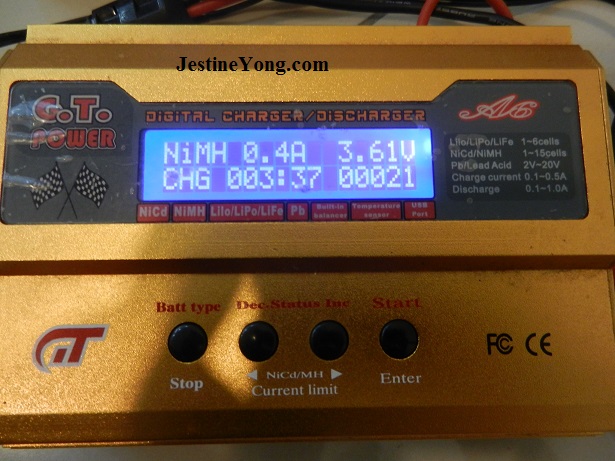 JestineYong.com
G.T. POWER
DIGITAL CHARGER/DISCHARGER
A6
NiMH 0.4A 3.61V
CHG 003:37 00021
LiIo/LiPo/LiFe 1~6cells
NiCd/NiMH 1~15cells
Pb/Lead Acid 2V~20V
Charge current 0.1~0.5A
Discharge 0.1~1.0A
NiCd NiMH LiIo/LiPo/LiFe Pb Built-in balancer Temperature sensor USB Port
Batt type Dec. Status Inc Start
Stop ◄ NiCd/MH ► Enter
Current limit
GT
FC CE